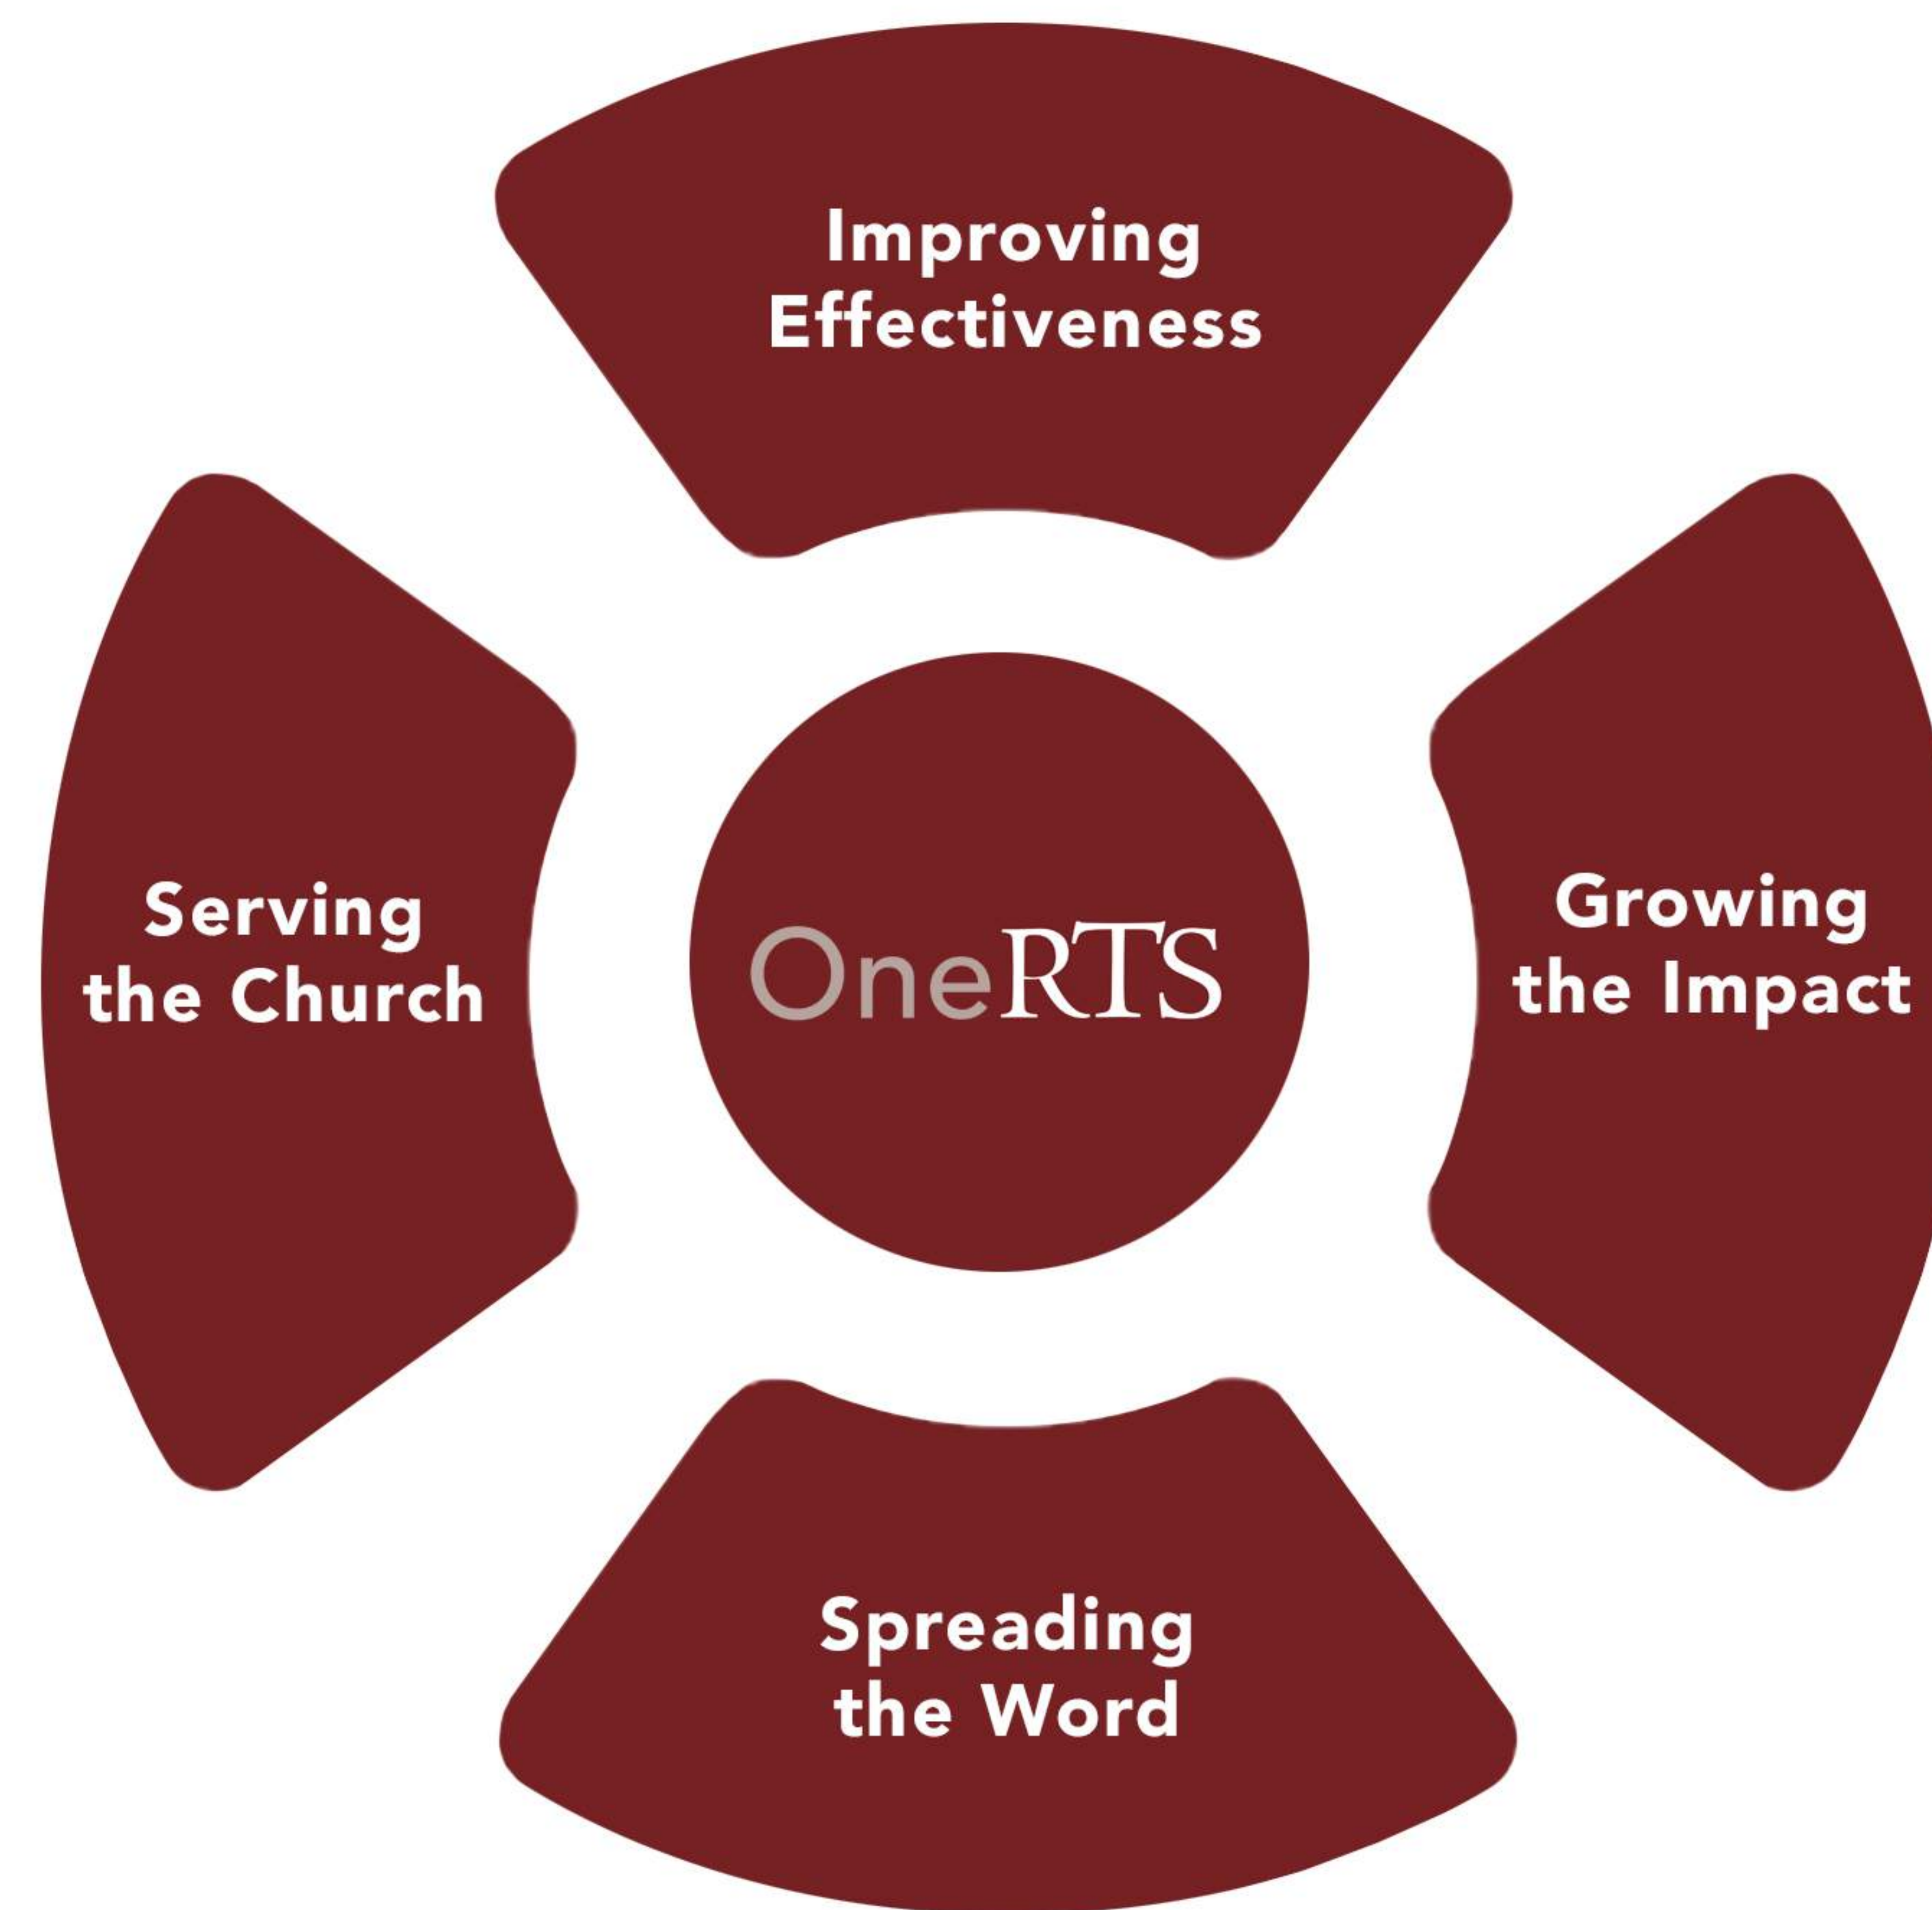 Improving
Effectiveness
Serving
the Church
OneRTS
Growing
the Impact
Spreading
the Word